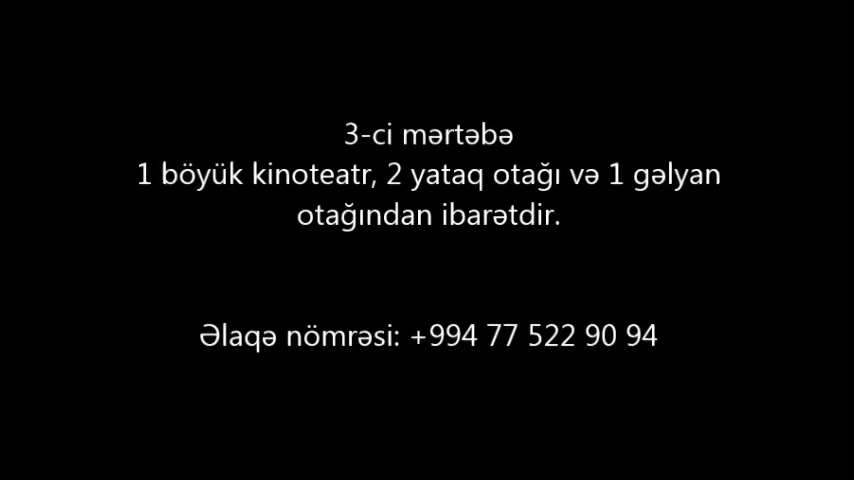 3-ci mərtəbə
1 böyük kinoteatr, 2 yataq otağı və 1 gəlyan
otağından ibarətdir.
Əlaqə nömrəsi: +994 77 522 90 94